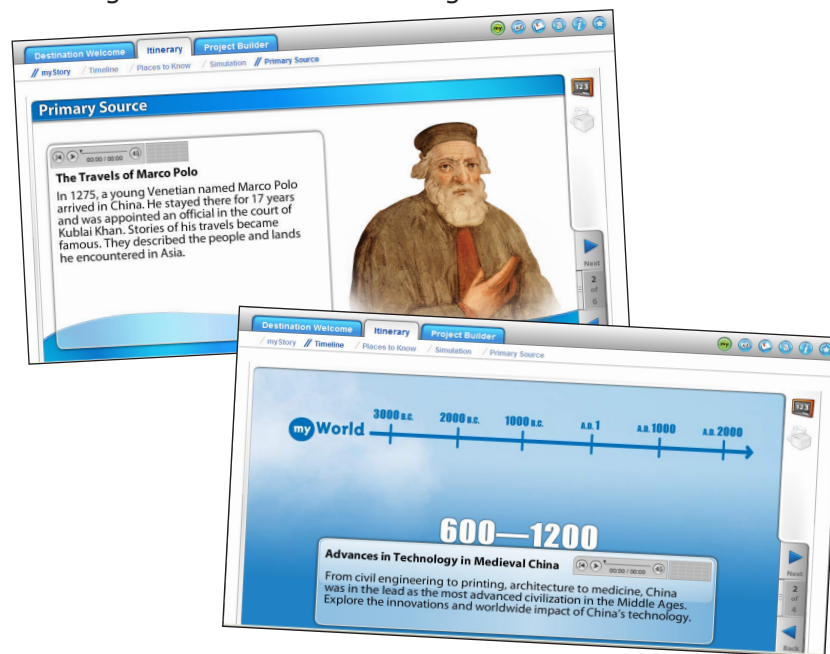 my
Destination Welcome Itinerary Project Builder
// myStory / Timeline / Places to Know / Simulation // Primary Source
Primary Source
123
00:00 / 00:00
The Travels of Marco Polo
In 1275, a young Venetian named Marco Polo
arrived in China. He stayed there for 17 years
and was appointed an official in the court of
Kublai Khan. Stories of his travels became
famous. They described the people and lands
he encountered in Asia.
Next
2
of
6
Destination Welcome Itinerary Project Builder
my
/ myStory // Timeline / Places to Know / Simulation / Primary Source
123
3000 B.C. 2000 B.C. 1000 B.C. A.D. 1 A.D. 1000 A.D. 2000
my World
600—1200
Advances in Technology in Medieval China
00:00 / 00:00
From civil engineering to printing, architecture to medicine, China
was in the lead as the most advanced civilization in the Middle Ages.
Explore the innovations and worldwide impact of China's technology.
Next
2
of
4
Back